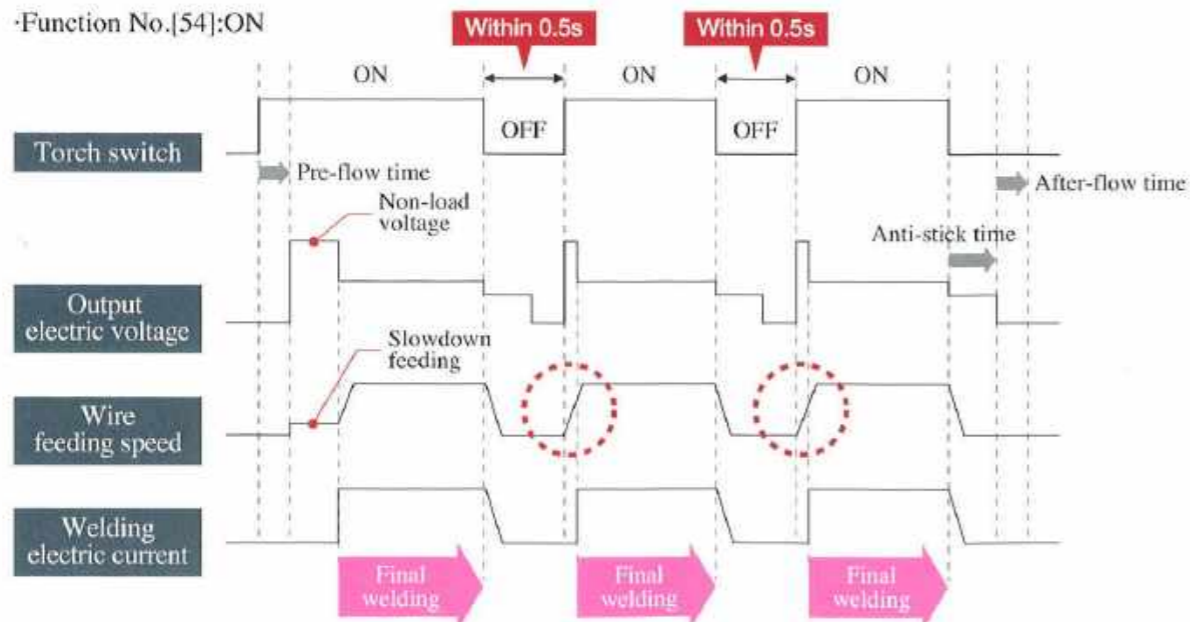 ·Function No.[54]:ON
Within 0.5s
Within 0.5s
ON
ON
ON
OFF
OFF
Torch switch
Pre-flow time
After-flow time
Non-load
voltage
Anti-stick time
Output
electric voltage
Slowdown
feeding
Wire
feeding speed
Welding
electric current
Final
welding
Final
welding
Final
welding